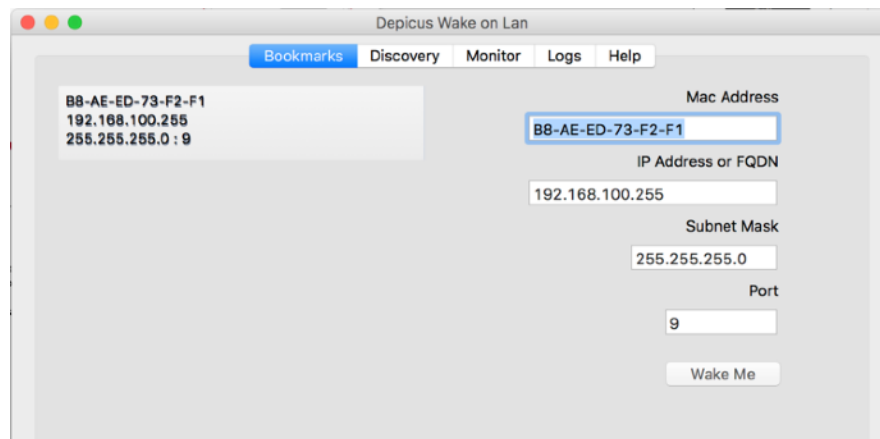 Depicus Wake on Lan
Bookmarks Discovery Monitor Logs Help
B8-AE-ED-73-F2-F1
192.168.100.255
255.255.255.0 : 9
Mac Address
B8-AE-ED-73-F2-F1
IP Address or FQDN
192.168.100.255
Subnet Mask
255.255.255.0
Port
9
Wake Me